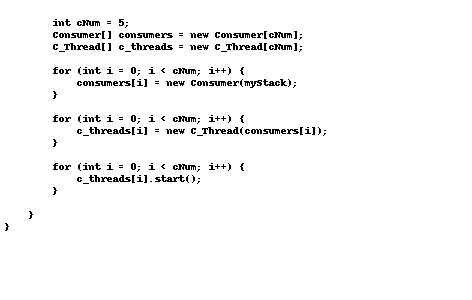 int cNum = 5;
Consumer[] consumers = new Consumer[cNum];
C_Thread[] c_threads = new C_Thread[cNum];
for (int i = 0; i < cNum; i++) {
consumers[i] = new Consumer(myStack);
}
for (int i = 0; i < cNum; i++) {
c_threads[i] = new C_Thread(consumers[i]);
}
for (int i = 0; i < cNum; i++) {
c_threads[i].start();
}
}
}